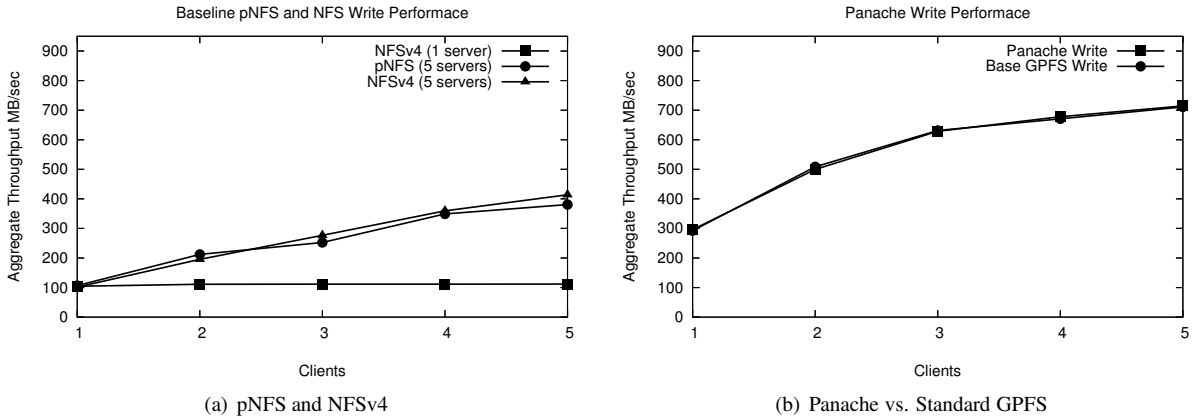 Baseline pNFS and NFS Write Performace
Aggregate Throughput MB/sec
900
800
700
600
500
400
300
200
100
0
NFSv4 (1 server)
pNFS (5 servers)
NFSv4 (5 servers)
1 2 3 4 5
Clients
(a) pNFS and NFSv4
Panache Write Performace
Aggregate Throughput MB/sec
900
800
700
600
500
400
300
200
100
0
Panache Write
Base GPFS Write
1 2 3 4 5
Clients
(b) Panache vs. Standard GPFS